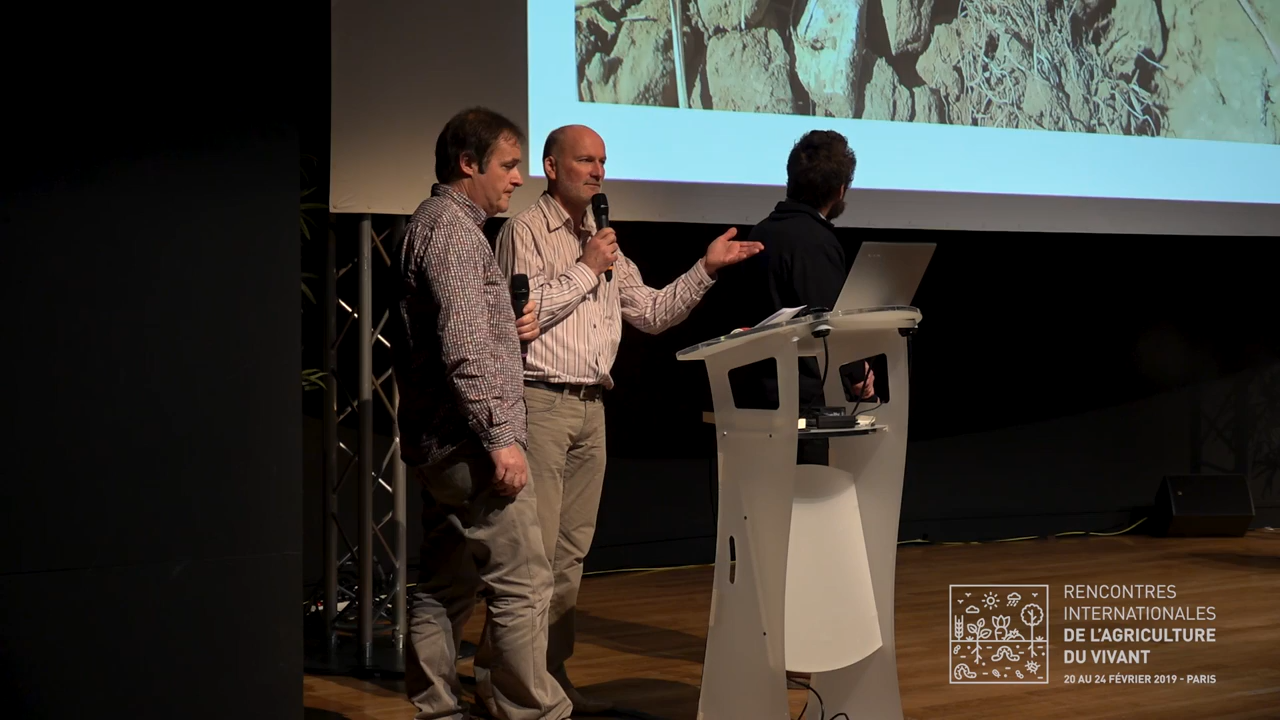 RENCONTRES
INTERNATIONALES
DE L'AGRICULTURE
DU VIVANT
20 AU 24 FÉVRIER 2019 - PARIS